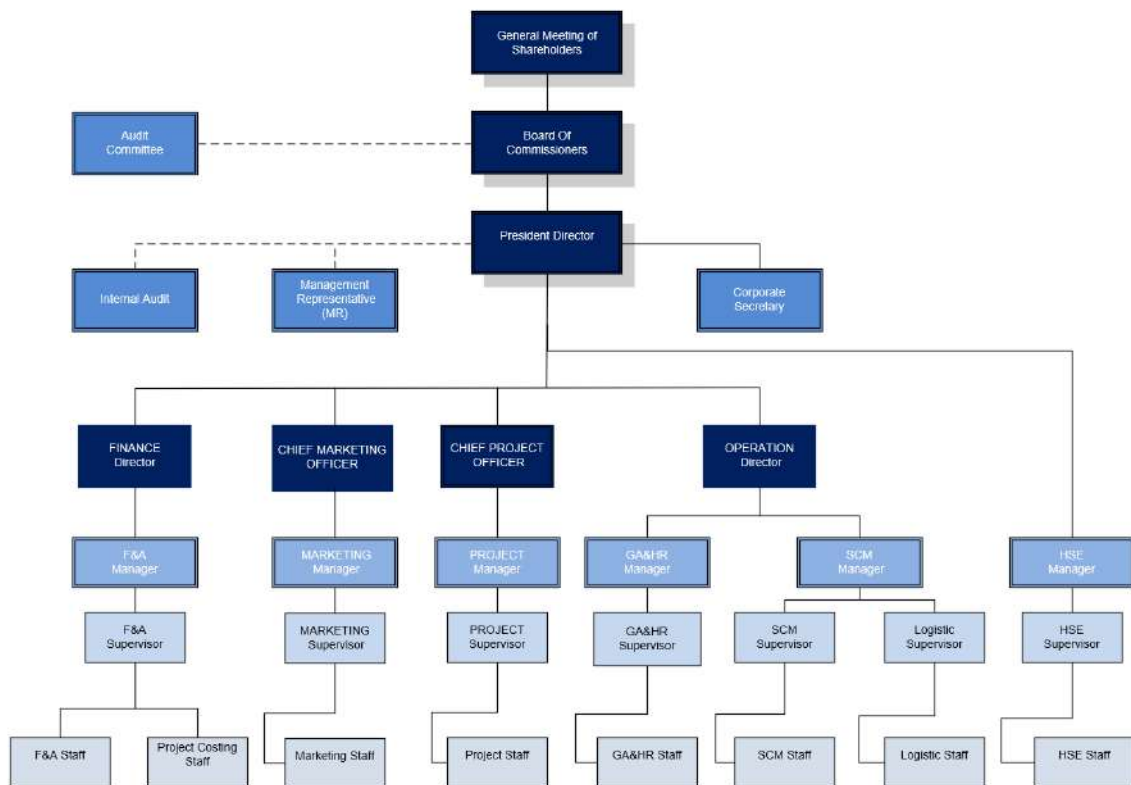 General Meeting of
Shareholders
Audit
Committee
Board Of
Commissioners
President Director
Internal Audit
Management
Representative
(MR)
Corporate
Secretary
FINANCE
Director
CHIEF MARKETING
OFFICER
CHIEF PROJECT
OFFICER
OPERATION
Director
F&A
Manager
MARKETING
Manager
PROJECT
Manager
GA&HR
Manager
SCM
Manager
HSE
Manager
F&A
Supervisor
MARKETING
Supervisor
PROJECT
Supervisor
GA&HR
Supervisor
SCM
Supervisor
Logistic
Supervisor
HSE
Supervisor
F&A Staff
Project Costing
Staff
Marketing Staff
Project Staff
GA&HR Staff
SCM Staff
Logistic Staff
HSE Staff